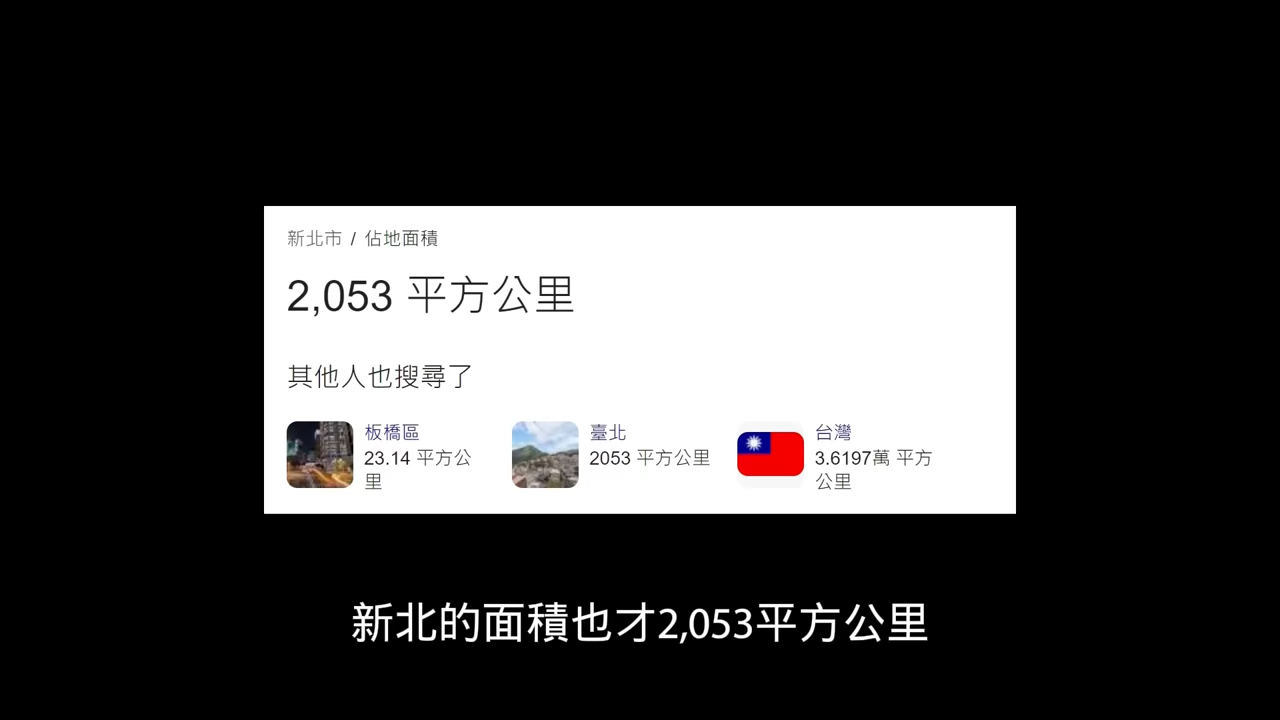 新北市 / 佔地面積
2,053 平方公里
其他人也搜尋了
板橋區
23.14 平方公
里
臺北
2053 平方公里
台灣
3.6197萬 平方
公里
新北的面積也才2,053平方公里